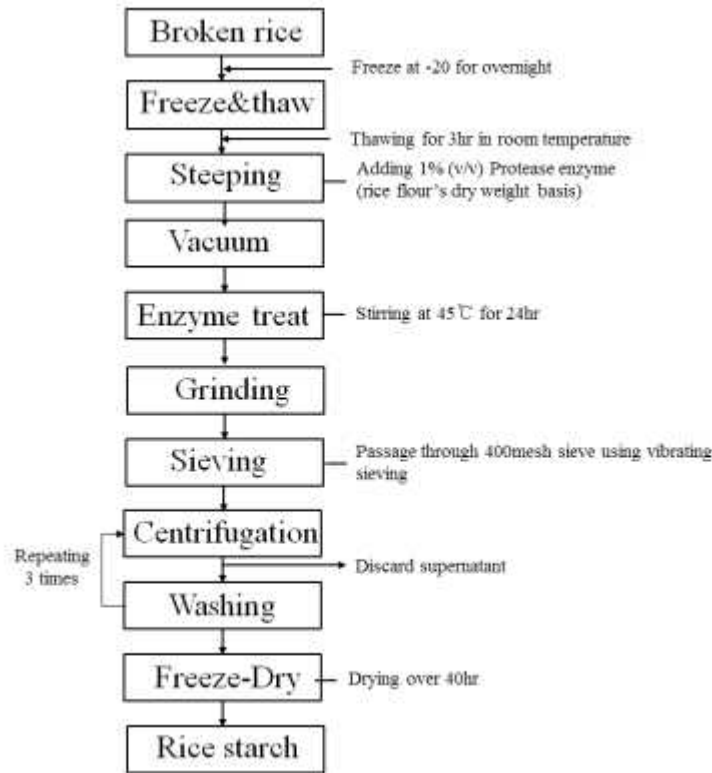 Broken rice
Freeze at -20 for overnight
Freeze&thaw
Thawing for 3hr in room temperature
Steeping
Adding 1% (v/v) Protease enzyme
(rice flour's dry weight basis)
Vacuum
Enzyme treat
Stirring at 45℃ for 24hr
Grinding
Sieving
Passage through 400mesh sieve using vibrating
sieving
Centrifugation
Repeating
3 times
Discard supernatant
Washing
Freeze-Dry
Drying over 40hr
Rice starch